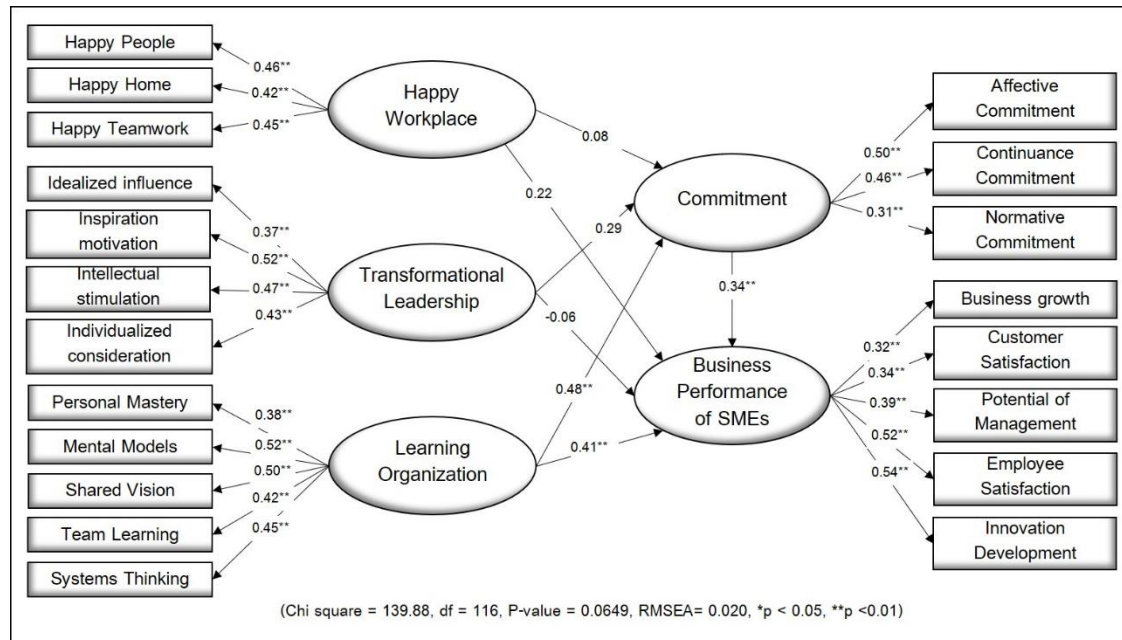 Happy People
Happy Home
Happy Teamwork
0.46**
0.42**
0.45**
Idealized influence
Inspiration
motivation
Intellectual
stimulation
Individualized
consideration
0.37**
0.52**
0.47**
0.43**
Personal Mastery
Mental Models
Shared Vision
Team Learning
Systems Thinking
0.38**
0.52**
0.50**
0.42**
0.45**
Happy
Workplace
Transformational
Leadership
Learning
Organization
0.08
0.22
0.29
-0.06
0.48**
0.41**
Commitment
0.34**
Business
Performance
of SMEs
0.50**
0.46**
0.31**
Affective
Commitment
Continuance
Commitment
Normative
Commitment
0.32**
0.34**
0.39**
0.52**
0.54**
Business growth
Customer
Satisfaction
Potential of
Management
Employee
Satisfaction
Innovation
Development
(Chi square = 139.88, df = 116, P-value = 0.0649, RMSEA= 0.020, *p < 0.05, **p <0.01)